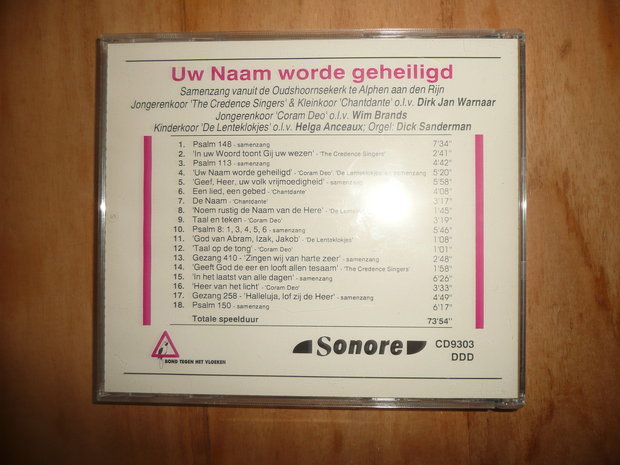 Uw Naam worde geheiligd
Samenzang vanuit de Oudshoornsekerk te Alphen aan den Rijn
Jongerenkoor 'The Credence Singers' & Kleinkoor 'Chantdante' o.l.v. Dirk Jan Warnaar
Jongerenkoor 'Coram Deo' o.l.v. Wim Brands
Kinderkoor 'De Lenteklokjes' o.l.v. Helga Anceaux; Orgel: Dick Sanderman
1. Psalm 148 - samenzang 7'34"
2. 'In uw Woord toont Gij uw wezen' - 'The Credence Singers' 2'41"
3. Psalm 113 - samenzang 4'42"
4. 'Uw Naam worde geheiligd' - 'Coram Deo', 'De Lenteklokjes' en samenzang 5'20"
5. 'Geef, Heer, uw volk vrijmoedigheid' - samenzang 5'58"
6. Een lied, een gebed - 'Chantdante' 4'08"
7. De Naam - 'Chantdante' 3'17"
8. 'Noem rustig de Naam van de Here' - 'De Lenteklokjes' 1'45"
9. Taal en teken - 'Coram Deo' 3'19"
10. Psalm 8: 1, 3, 4, 5, 6 - samenzang 5'46"
11. 'God van Abram, Izak, Jakob' - 'De Lenteklokjes' 1'08"
12. 'Taal op de tong' - 'Coram Deo' 1'01"
13. Gezang 410 - 'Zingen wij van harte zeer' - samenzang 2'48"
14. 'Geeft God de eer en looft allen tesaam' - 'The Credence Singers' 1'58"
15. 'In het laatst van alle dagen' - samenzang 6'26"
16. 'Heer van het licht' - 'Coram Deo' 3'33"
17. Gezang 258 - 'Halleluja, lof zij de Heer' - samenzang 4'49"
18. Psalm 150 - samenzang 6'17"
Totale speelduur 73'54"
BOND TEGEN HET VLOEKEN
Sonore
CD9303
DDD